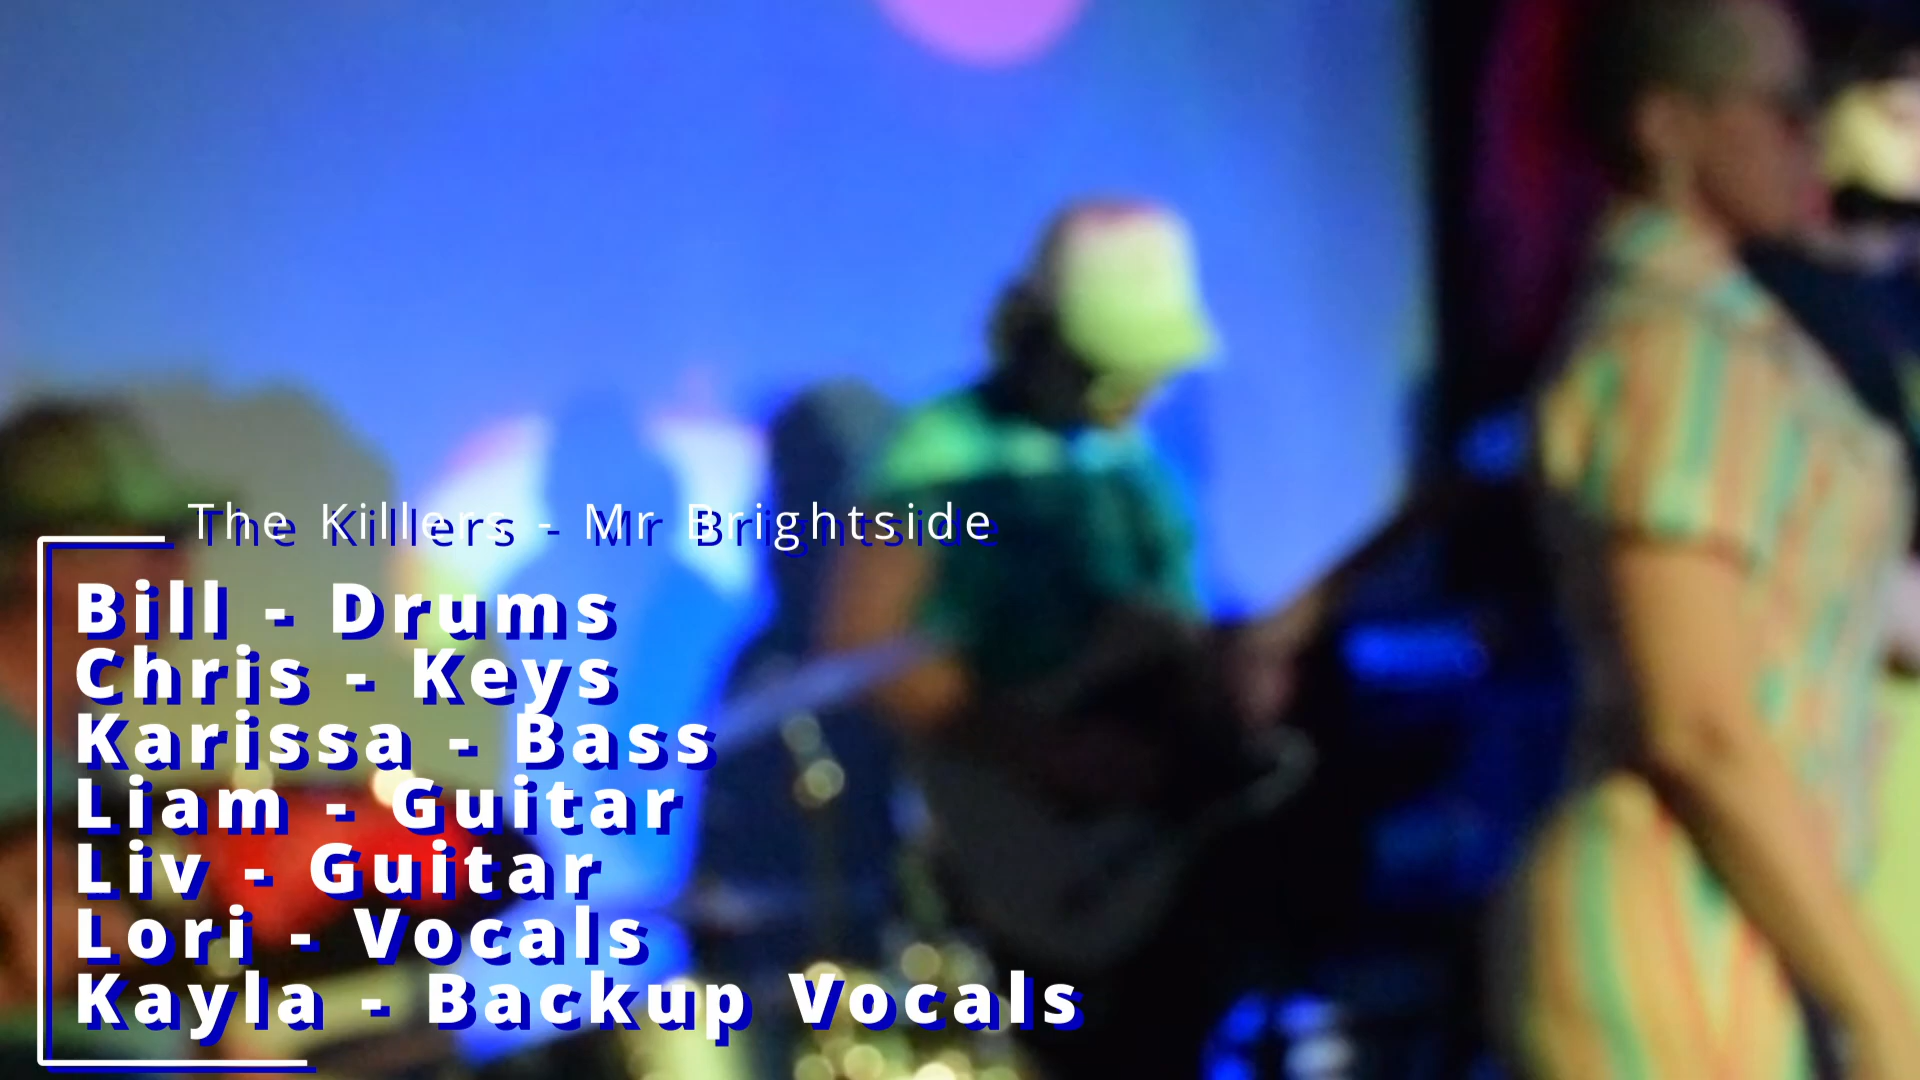 The Killers - Mr Brightside
Bill - Drums
Chris - Keys
Karissa - Bass
Liam - Guitar
Liv - Guitar
Lori - Vocals
Kayla - Backup Vocals